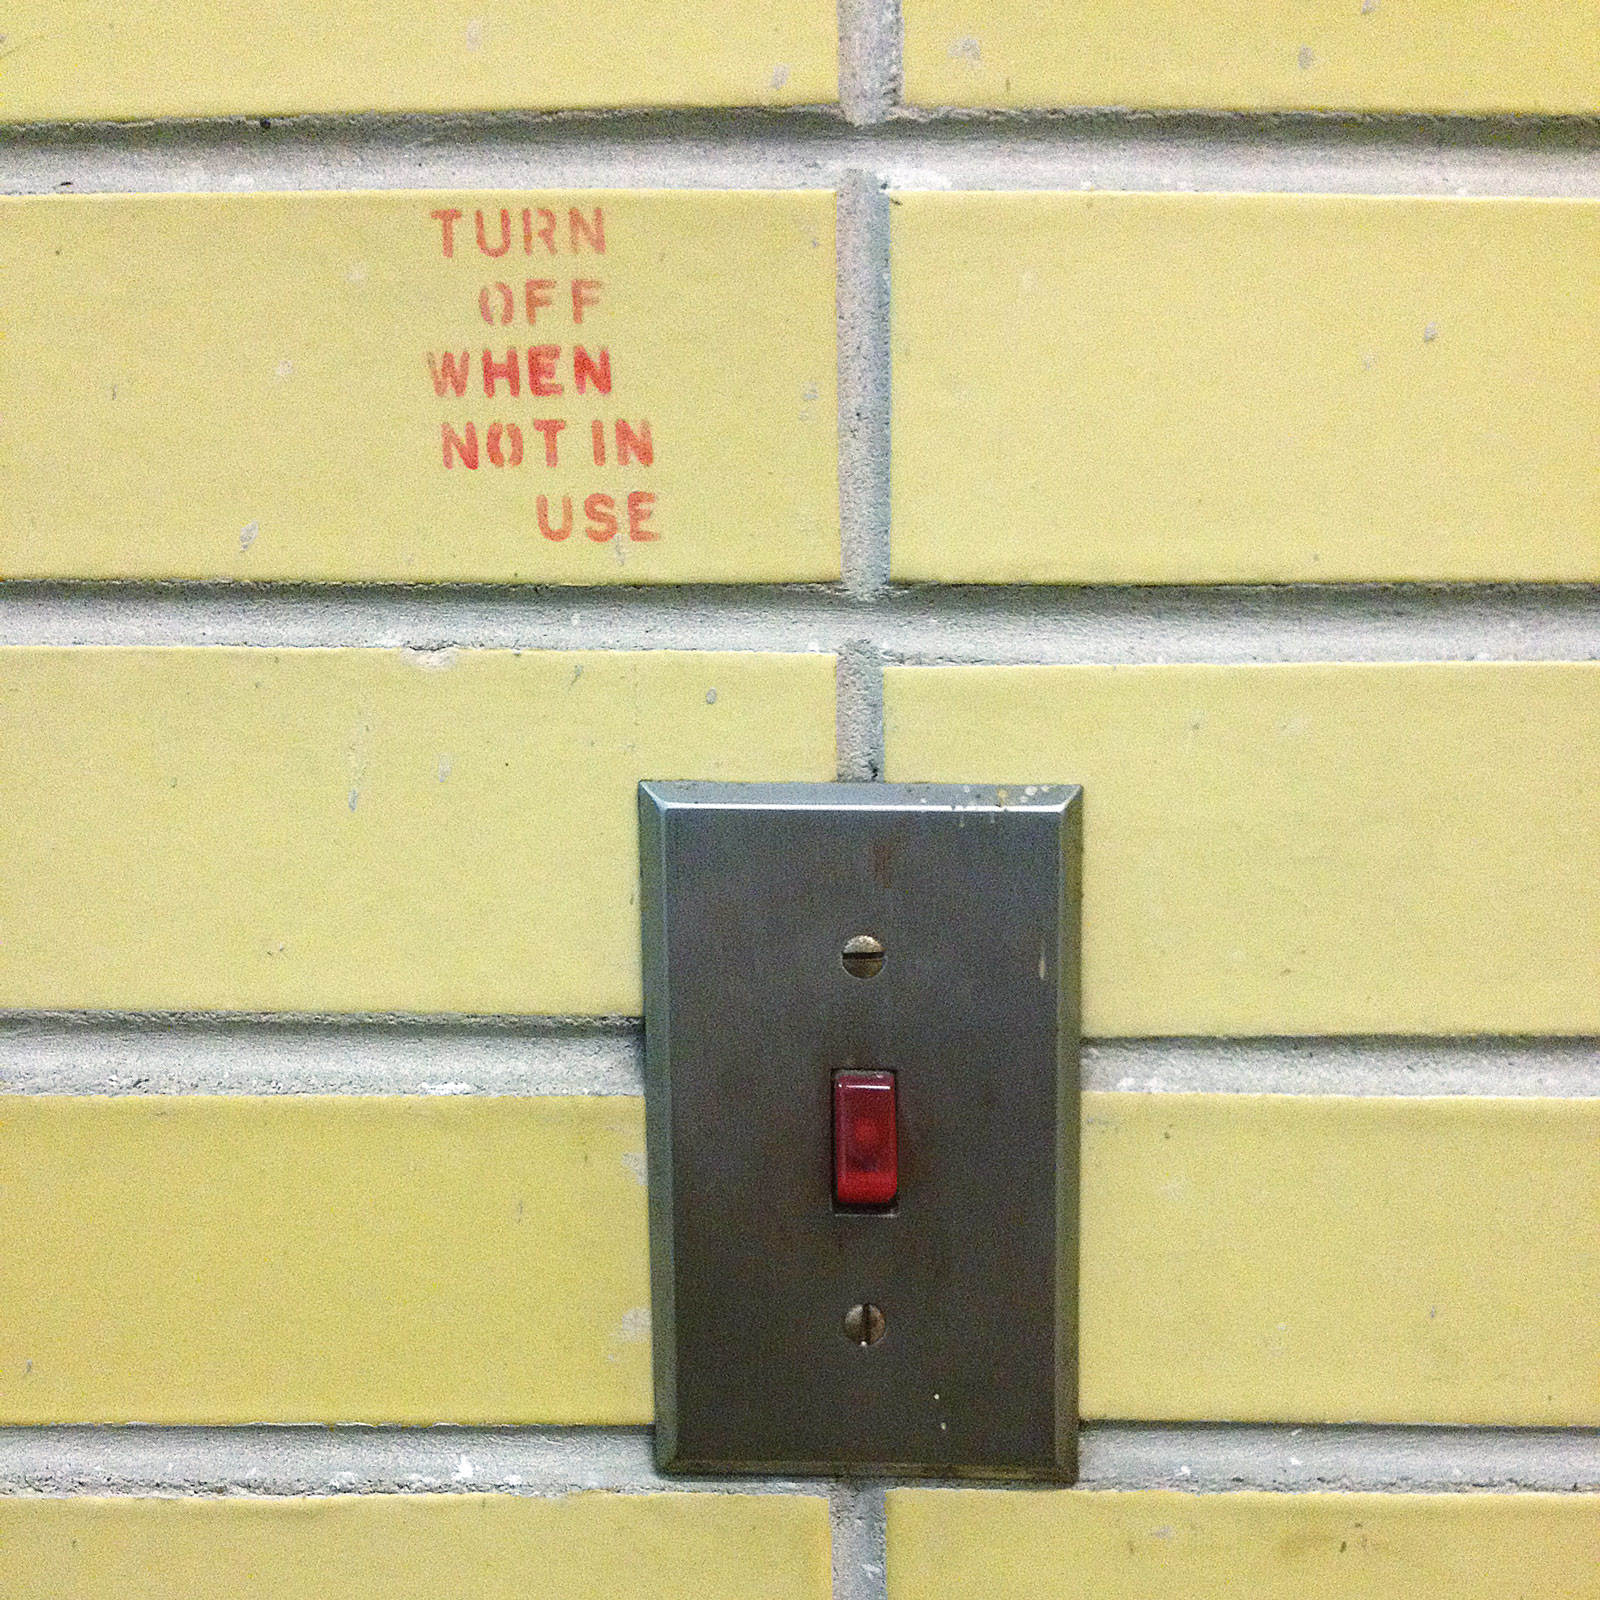 TURN
OFF
WHEN
NOT IN
USE